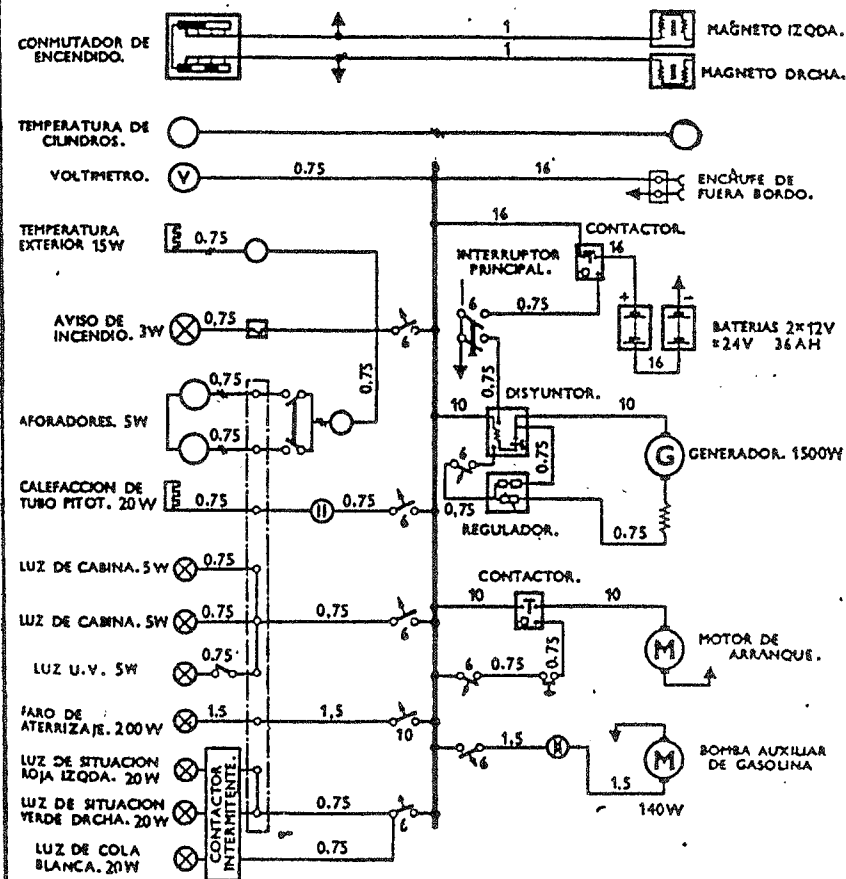 CONMUTADOR DE
ENCENDIDO.
1
1
MAGNETO IZQDA.
MAGNETO DRCHA.
TEMPERATURA DE
CILINDROS.
VOLTIMETRO.
V
0.75
16
ENCHUFE DE
FUERA BORDO.
TEMPERATURA
EXTERIOR 15W
0.75
16
CONTACTOR.
16
INTERRUPTOR
PRINCIPAL.
6
0.75
+
-
BATERIAS 2×12V
=24V 36AH
16
AVISO DE
INCENDIO. 3W
0,75
6
0.75
0.75
DISYUNTOR.
10
10
AFORADORES. 5W
0,75
0.75
6
0.75
G
GENERADOR. 1500W
CALEFACCION DE
TUBO PITOT. 20W
0.75
0.75
6
0,75
REGULADOR.
0.75
LUZ DE CABINA. 5W
0.75
CONTACTOR.
LUZ DE CABINA. 5W
0.75
0,75
6
10
10
T
M
MOTOR DE
ARRANQUE.
LUZ U.V. 5W
0.75
6
0.75
0.75
FARO DE
ATERRIZAJE. 200W
1,5
1,5
10
LUZ DE SITUACION
ROJA IZQDA. 20W
6
1,5
M
BOMBA AUXILIAR
DE GASOLINA
1.5
140W
LUZ DE SITUACION
VERDE DRCHA. 20W
CONTACTOR
INTERMITENTE.
0.75
6
LUZ DE COLA
BLANCA. 20W
0.75